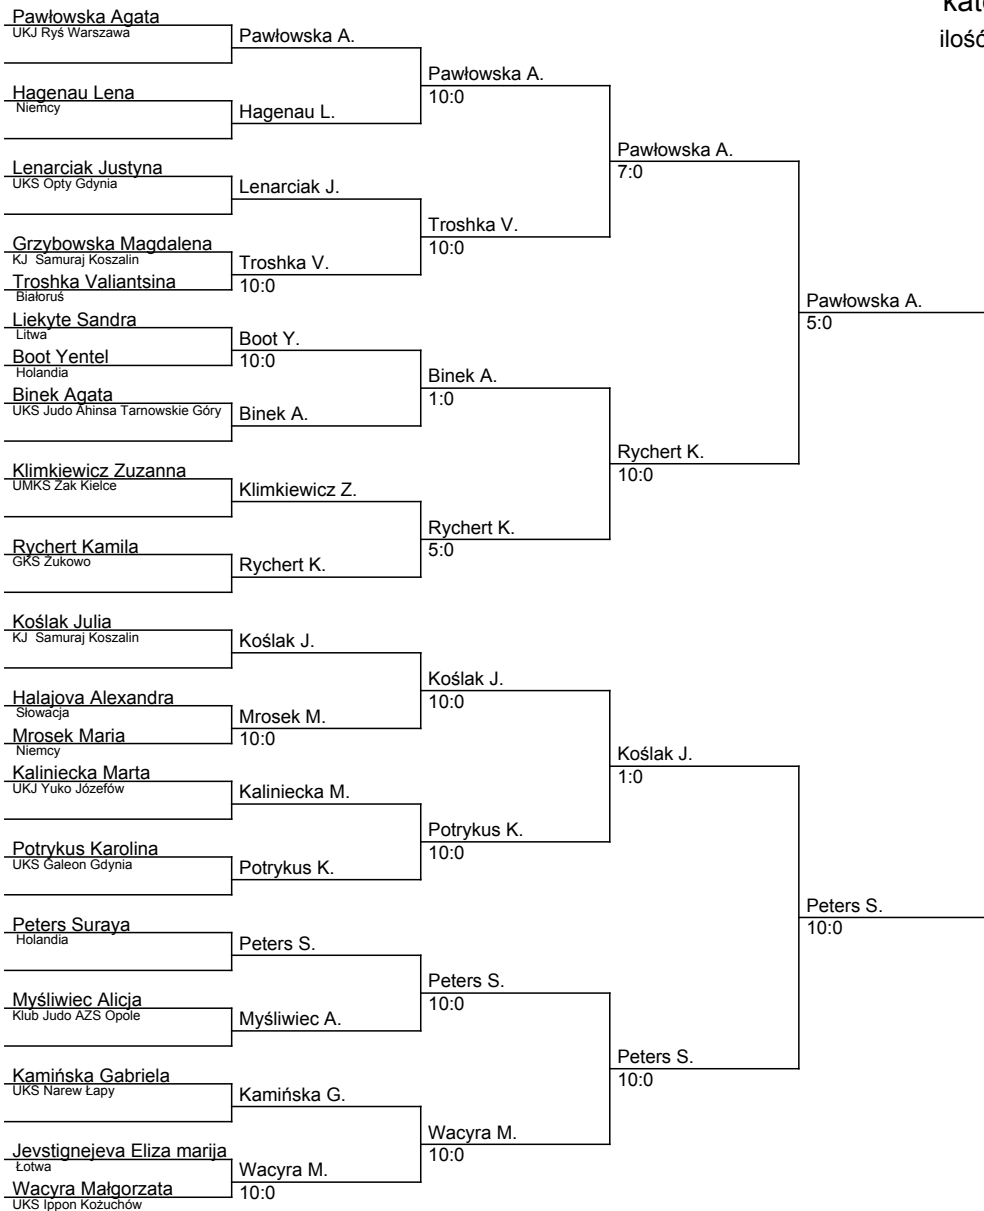 kate
ilość
Pawłowska Agata
UKJ Ryś Warszawa
Hagenau Lena
Niemcy
Lenarciak Justyna
UKS Opty Gdynia
Grzybowska Magdalena
KJ Samuraj Koszalin
Troshka Valiantsina
Białoruś
Liekyte Sandra
Litwa
Boot Yentel
Holandia
Binek Agata
UKS Judo Ahinsa Tarnowskie Góry
Klimkiewicz Zuzanna
UMKS Żak Kielce
Rychert Kamila
GKS Żukowo
Koślak Julia
KJ Samuraj Koszalin
Halajova Alexandra
Słowacja
Mrosek Maria
Niemcy
Kaliniecka Marta
UKJ Yuko Józefów
Potrykus Karolina
UKS Galeon Gdynia
Peters Suraya
Holandia
Myśliwiec Alicja
Klub Judo AZS Opole
Kamińska Gabriela
UKS Narew Łapy
Jevstignejeva Eliza marija
Łotwa
Wacyra Małgorzata
UKS Ippon Kożuchów
Pawłowska A.
Hagenau L.
Lenarciak J.
Troshka V.
10:0
Boot Y.
10:0
Binek A.
Klimkiewicz Z.
Rychert K.
Koślak J.
Mrosek M.
10:0
Kaliniecka M.
Potrykus K.
Peters S.
Myśliwiec A.
Kamińska G.
Wacyra M.
10:0
Pawłowska A.
10:0
Troshka V.
10:0
Binek A.
1:0
Rychert K.
5:0
Koślak J.
10:0
Potrykus K.
10:0
Peters S.
10:0
Wacyra M.
10:0
Pawłowska A.
7:0
Rychert K.
10:0
Koślak J.
1:0
Peters S.
10:0
Pawłowska A.
5:0
Peters S.
10:0